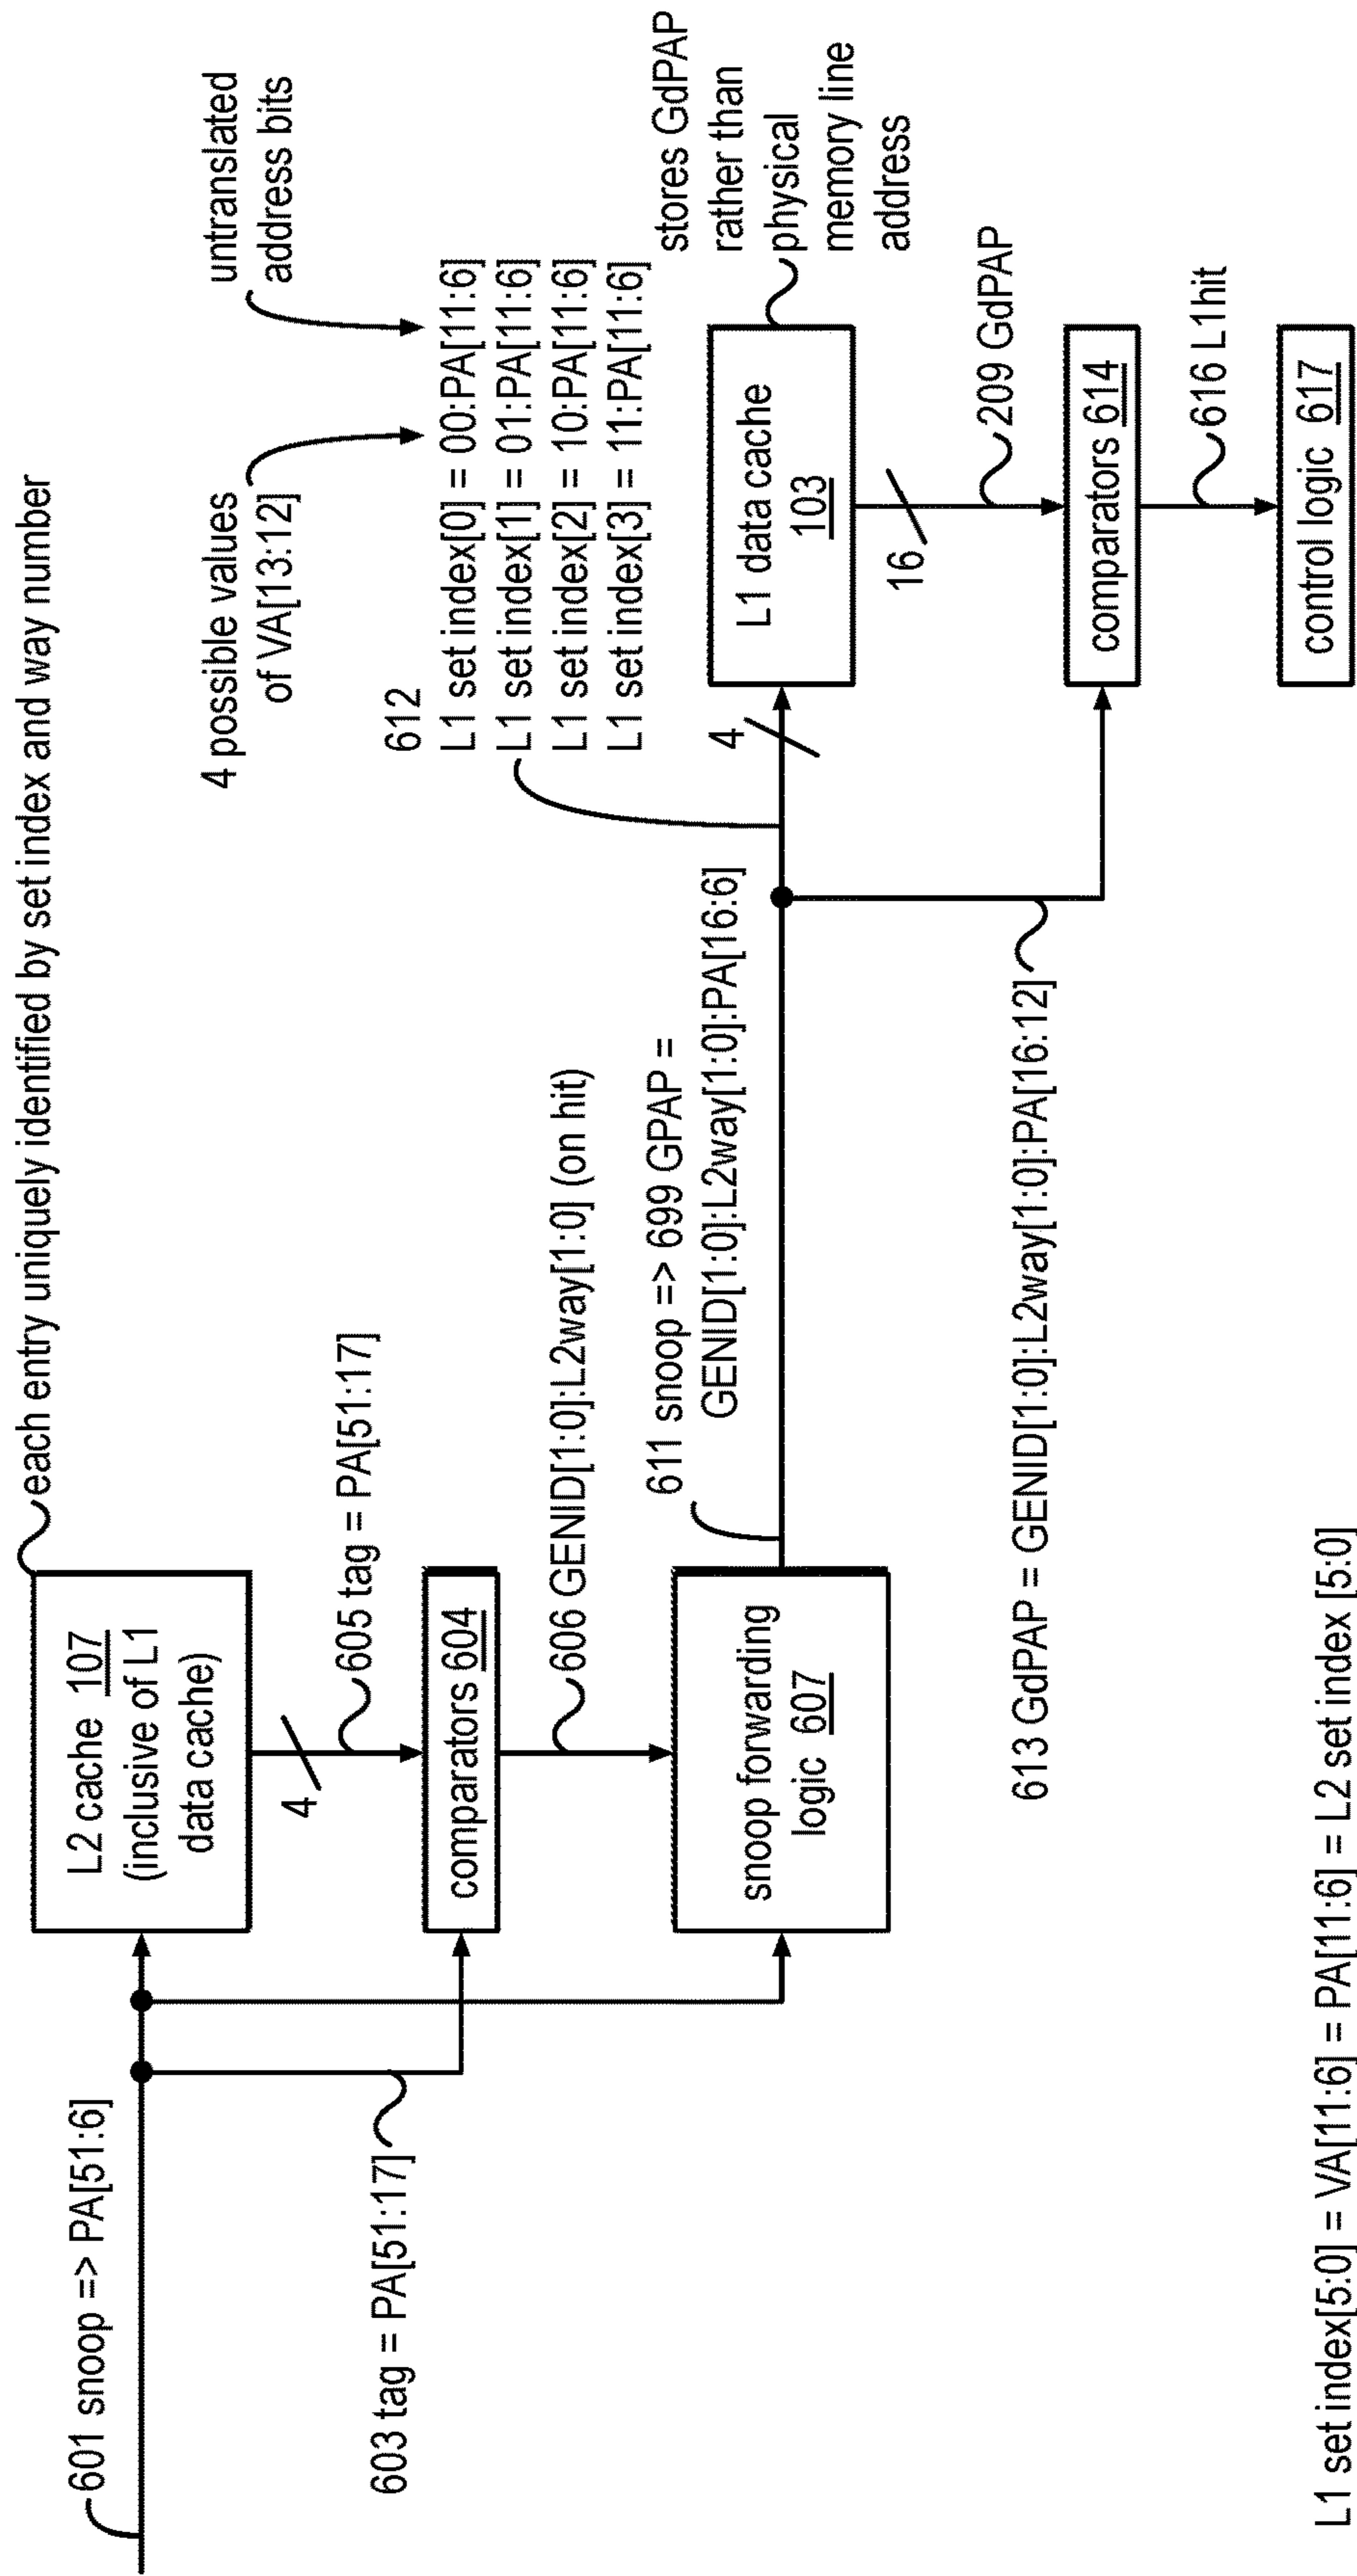 each entry uniquely identified by set index and way number
601 snoop => PA[51:6]
L2 cache 107
(inclusive of L1
data cache)
603 tag = PA[51:17]
4
605 tag = PA[51:17]
comparators 604
606 GENID[1:0]:L2way[1:0] (on hit)
snoop forwarding
logic 607
611 snoop => 699 GPAP =
GENID[1:0]:L2way[1:0]:PA[16:6]
613 GdPAP = GENID[1:0]:L2way[1:0]:PA[16:12]
4 possible values
of VA[13:12]
untranslated
address bits
612
L1 set index[0] = 00:PA[11:6]
L1 set index[1] = 01:PA[11:6]
L1 set index[2] = 10:PA[11:6]
L1 set index[3] = 11:PA[11:6]
4
L1 data cache
103
stores GdPAP
rather than
physical
memory line
address
16
209 GdPAP
comparators 614
616 L1hit
control logic 617
L1 set index[5:0] = VA[11:6] = PA[11:6] = L2 set index [5:0]